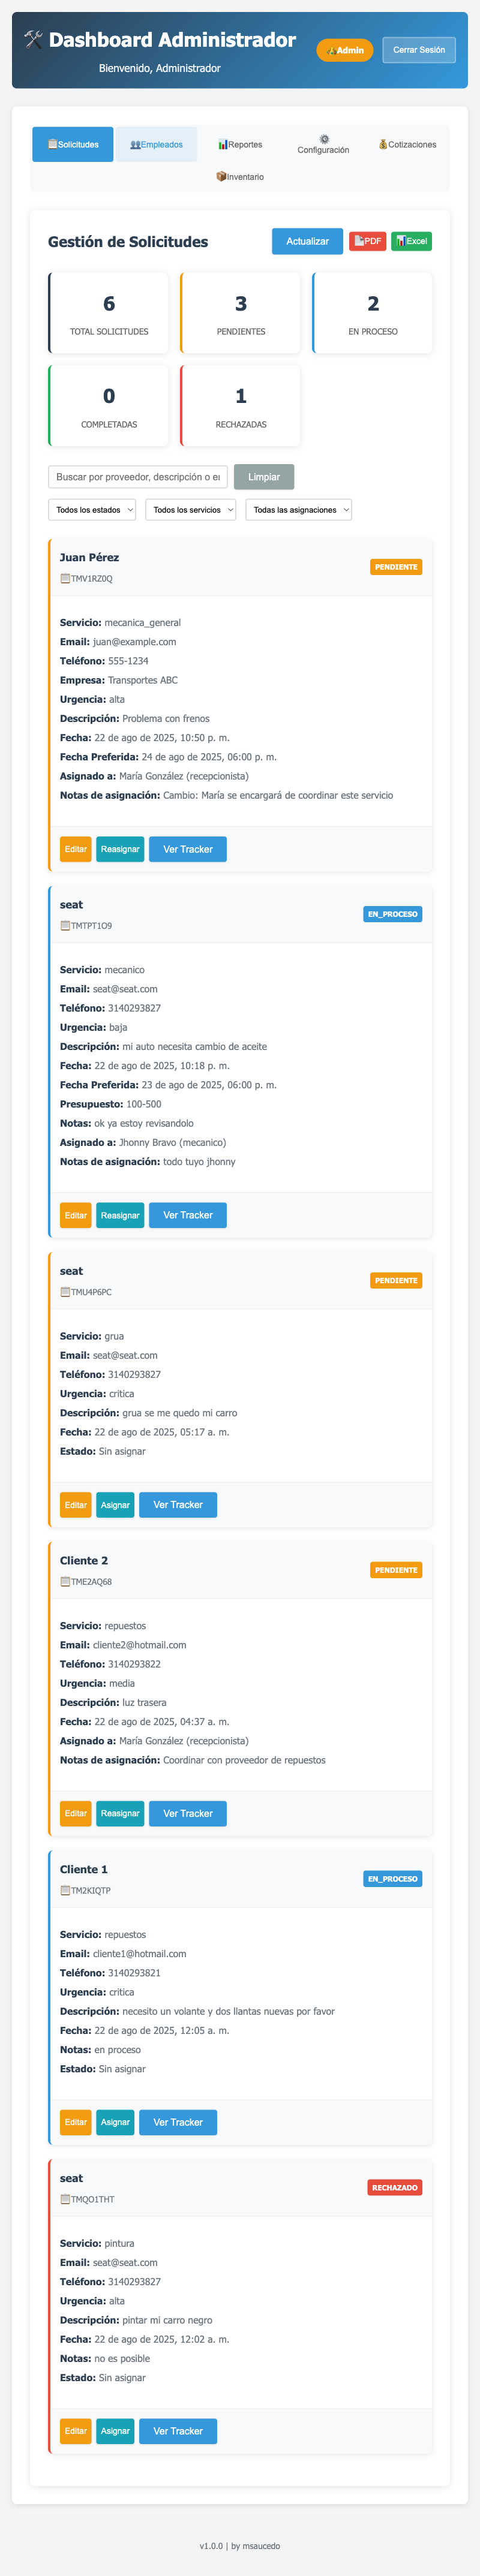 Dashboard Administrador
Bienvenido, Administrador
Admin
Cerrar Sesión
Solicitudes
Empleados
Reportes
Configuración
Cotizaciones
Inventario
Gestión de Solicitudes
Actualizar
PDF
Excel
6
TOTAL SOLICITUDES
3
PENDIENTES
2
EN PROCESO
0
COMPLETADAS
1
RECHAZADAS
Buscar por proveedor, descripción o
Limpiar
Todos los estados
Todos los servicios
Todas las asignaciones
Juan Pérez
TMV1RZ0Q
PENDIENTE
Servicio: mecanica_general
Email: juan@example.com
Teléfono: 555-1234
Empresa: Transportes ABC
Urgencia: alta
Descripción: Problema con frenos
Fecha: 22 de ago de 2025, 10:50 p. m.
Fecha Preferida: 24 de ago de 2025, 06:00 p. m.
Asignado a: María González (recepcionista)
Notas de asignación: Cambio: María se encargará de coordinar este servicio
Editar
Reasignar
Ver Tracker
seat
TMTPT1O9
EN_PROCESO
Servicio: mecanico
Email: seat@seat.com
Teléfono: 3140293827
Urgencia: baja
Descripción: mi auto necesita cambio de aceite
Fecha: 22 de ago de 2025, 10:18 p. m.
Fecha Preferida: 23 de ago de 2025, 06:00 p. m.
Presupuesto: 100-500
Notas: ok ya estoy revisandolo
Asignado a: Jhonny Bravo (mecanico)
Notas de asignación: todo tuyo jhonny
Editar
Reasignar
Ver Tracker
seat
TMU4P6PC
PENDIENTE
Servicio: grua
Email: seat@seat.com
Teléfono: 3140293827
Urgencia: critica
Descripción: grua se me quedo mi carro
Fecha: 22 de ago de 2025, 05:17 a. m.
Estado: Sin asignar
Editar
Asignar
Ver Tracker
Cliente 2
TME2AQ68
PENDIENTE
Servicio: repuestos
Email: cliente2@hotmail.com
Teléfono: 3140293822
Urgencia: media
Descripción: luz trasera
Fecha: 22 de ago de 2025, 04:37 a. m.
Asignado a: María González (recepcionista)
Notas de asignación: Coordinar con proveedor de repuestos
Editar
Reasignar
Ver Tracker
Cliente 1
TM2KIQTP
EN_PROCESO
Servicio: repuestos
Email: cliente1@hotmail.com
Teléfono: 3140293821
Urgencia: critica
Descripción: necesito un volante y dos llantas nuevas por favor
Fecha: 22 de ago de 2025, 12:05 a. m.
Notas: en proceso
Estado: Sin asignar
Editar
Asignar
Ver Tracker
seat
TMQO1THT
RECHAZADO
Servicio: pintura
Email: seat@seat.com
Teléfono: 3140293827
Urgencia: alta
Descripción: pintar mi carro negro
Fecha: 22 de ago de 2025, 12:02 a. m.
Notas: no es posible
Estado: Sin asignar
Editar
Asignar
Ver Tracker
v1.0.0 | by msaucedo